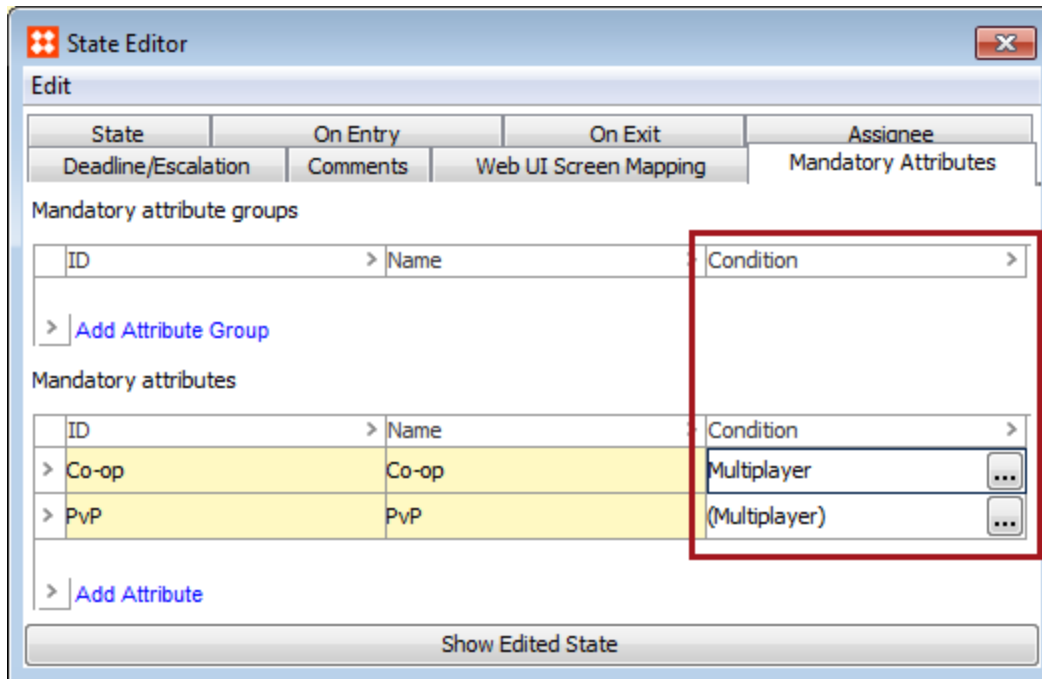 State Editor
Edit
State On Entry On Exit Assignee
Deadline/Escalation Comments Web UI Screen Mapping Mandatory Attributes
Mandatory attribute groups
ID > Name > Condition >
> Add Attribute Group
Mandatory attributes
ID > Name > Condition >
> Co-op Co-op Multiplayer ...
> PvP PvP (Multiplayer) ...
> Add Attribute
Show Edited State